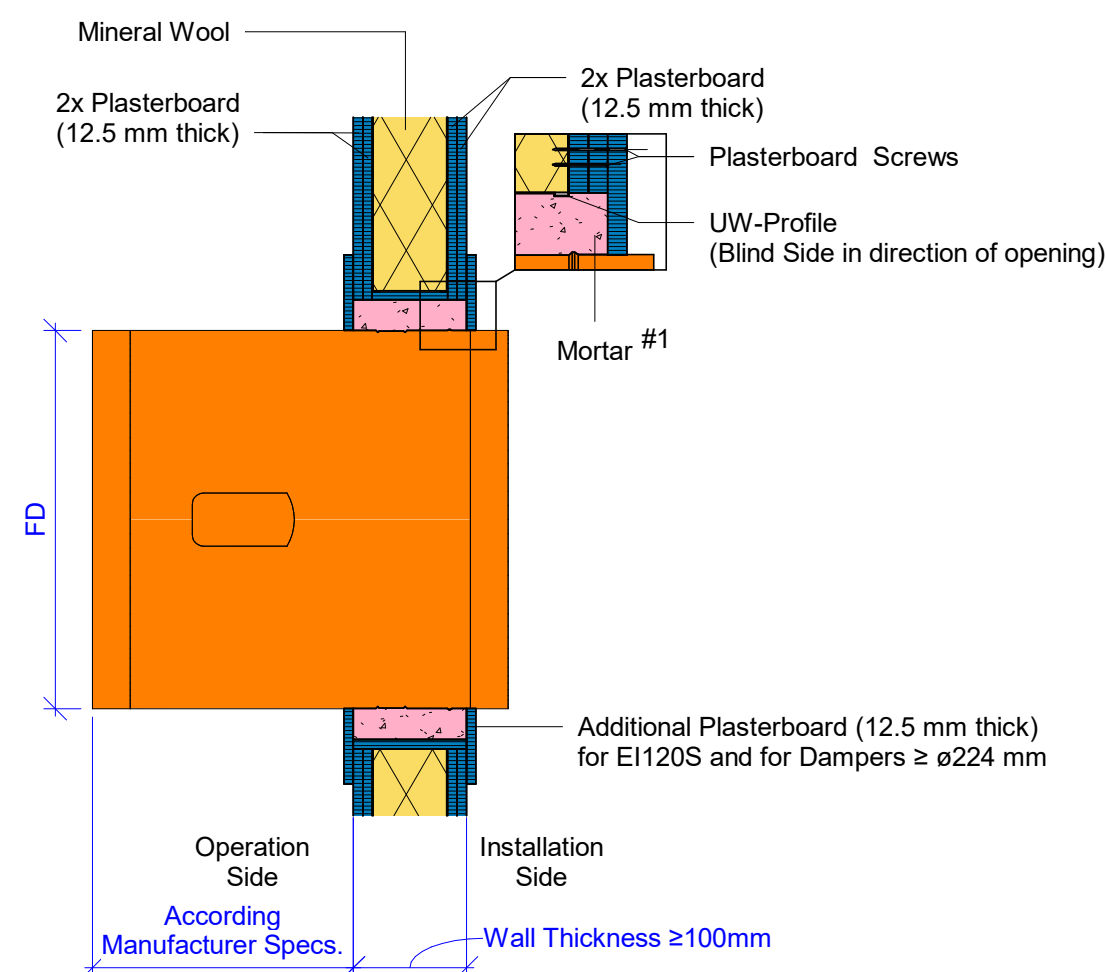 Mineral Wool
2x Plasterboard
(12.5 mm thick)
2x Plasterboard
(12.5 mm thick)
Plasterboard Screws
UW-Profile
(Blind Side in direction of opening)
Mortar #1
FD
Additional Plasterboard (12.5 mm thick)
for EI120S and for Dampers ≥ ø224 mm
Operation
Side
Installation
Side
According
Manufacturer Specs.
Wall Thickness ≥100mm